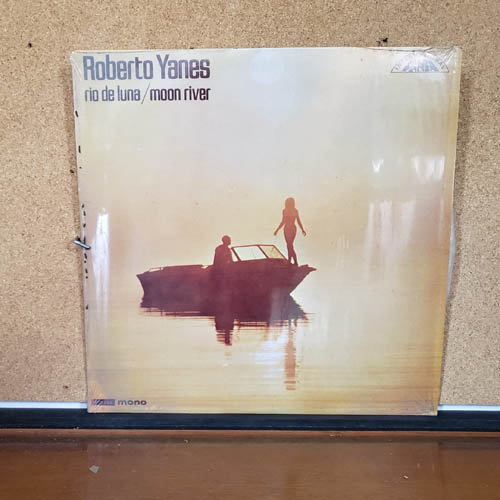 Roberto Yanes
rio de luna/moon river
mono